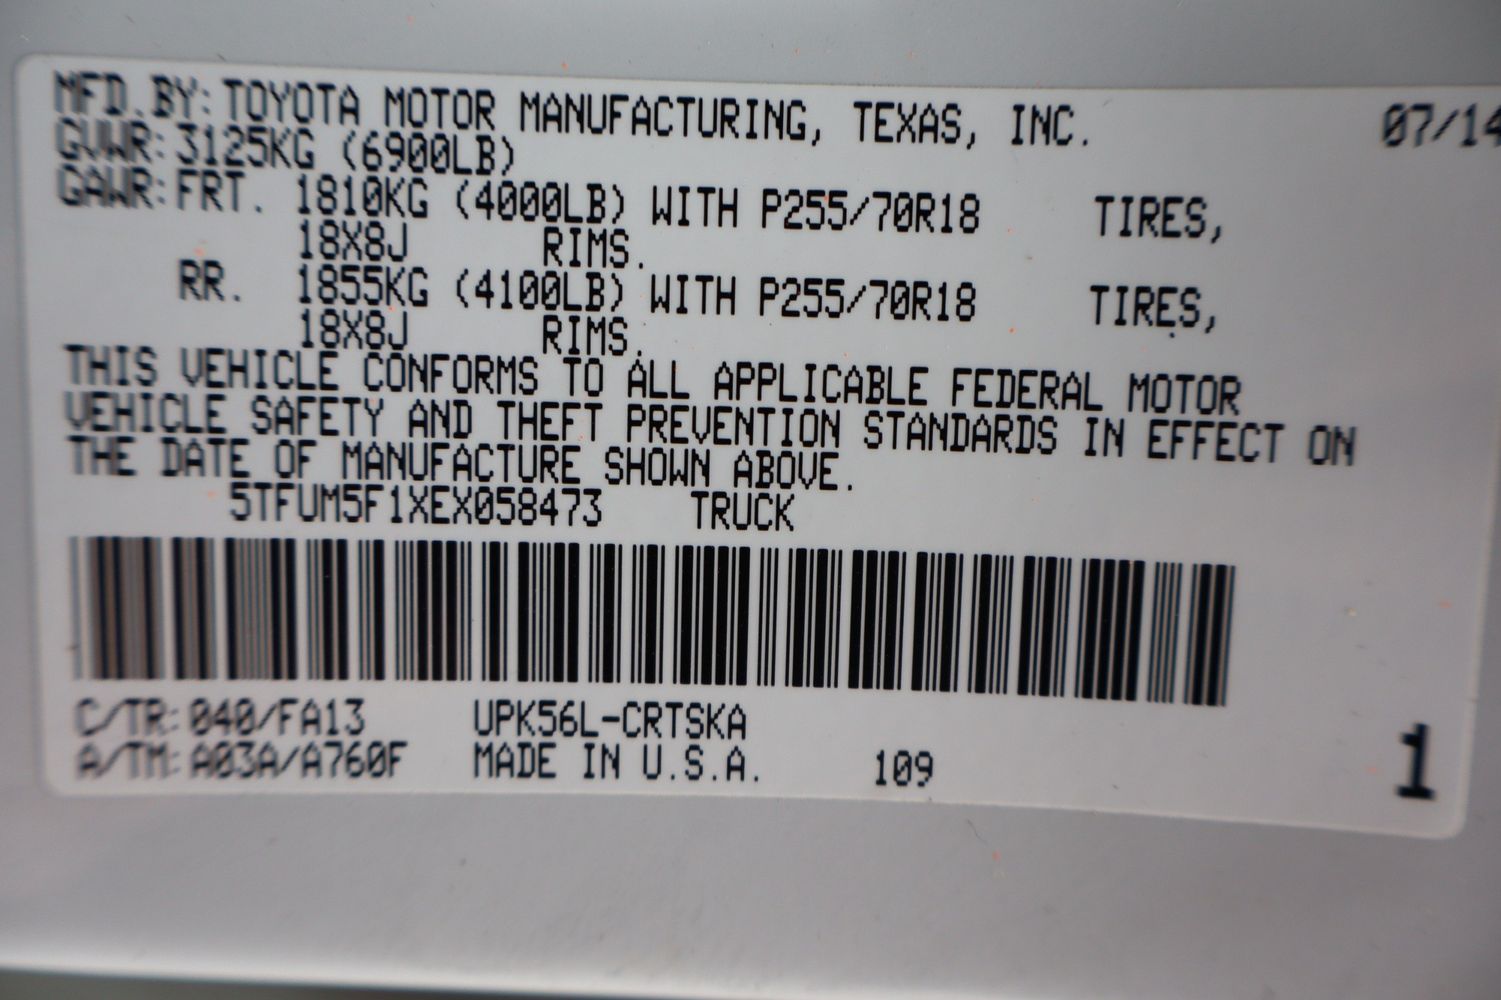 MFD. BY: TOYOTA MOTOR MANUFACTURING, TEXAS, INC. 07/14
GVWR: 3125KG (6900LB)
GAWR: FRT. 1810KG (4000LB) WITH P255/70R18 TIRES,
18X8J RIMS.
RR. 1855KG (4100LB) WITH P255/70R18 TIRES,
18X8J RIMS.
THIS VEHICLE CONFORMS TO ALL APPLICABLE FEDERAL MOTOR
VEHICLE SAFETY AND THEFT PREVENTION STANDARDS IN EFFECT ON
THE DATE OF MANUFACTURE SHOWN ABOVE.
5TFUM5F1XEX058473 TRUCK
C/TR: 040/FA13 UPK56L-CRTSKA
A/TM: A03A/A760F MADE IN U.S.A. 109 1